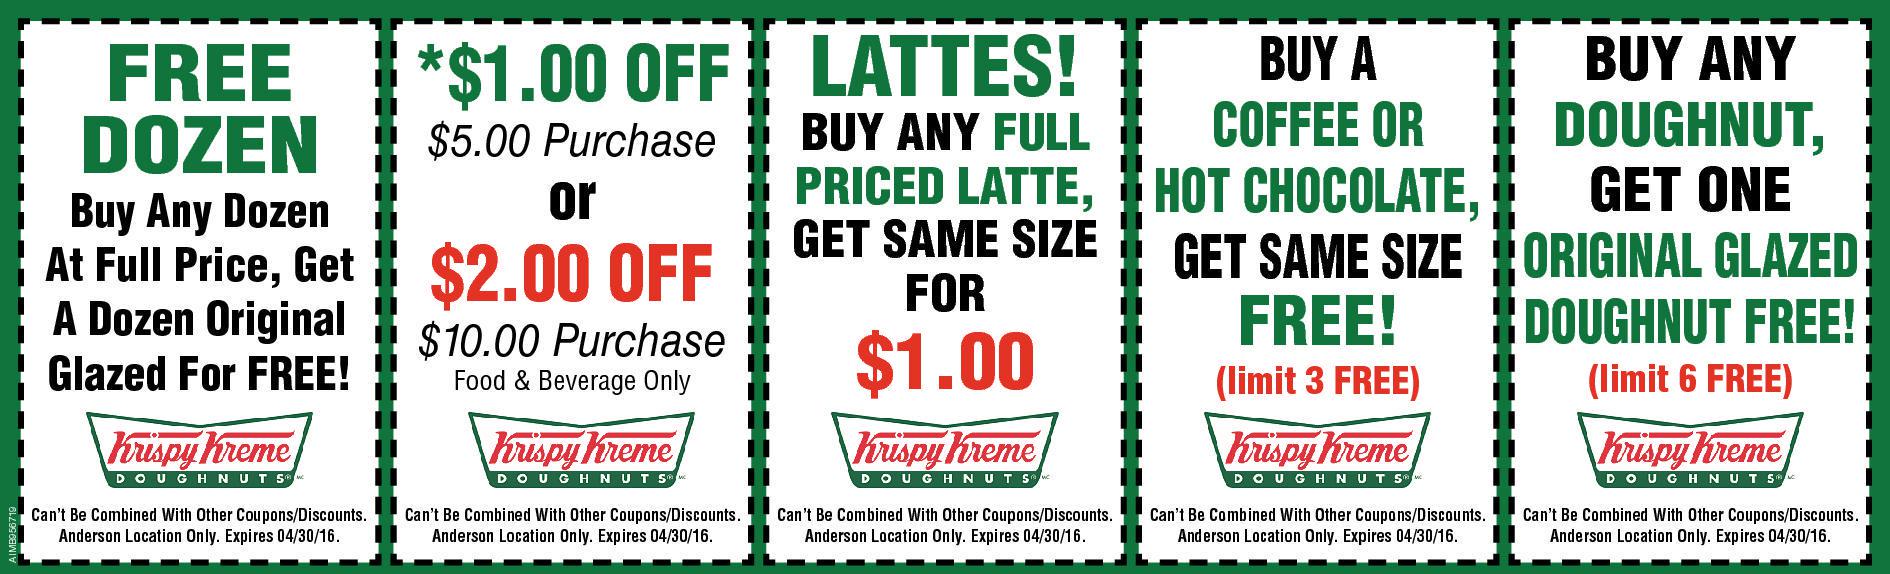 FREE
DOZEN
Buy Any Dozen
At Full Price, Get
A Dozen Original
Glazed For FREE!
Krispy Kreme
DOUGHNUTS® MC
Can't Be Combined With Other Coupons/Discounts.
Anderson Location Only. Expires 04/30/16.
AIMB956719
*$1.00 OFF
$5.00 Purchase
or
$2.00 OFF
$10.00 Purchase
Food & Beverage Only
Krispy Kreme
DOUGHNUTS® MC
Can't Be Combined With Other Coupons/Discounts.
Anderson Location Only. Expires 04/30/16.
LATTES!
BUY ANY FULL
PRICED LATTE,
GET SAME SIZE
FOR
$1.00
Krispy Kreme
DOUGHNUTS® MC
Can't Be Combined With Other Coupons/Discounts.
Anderson Location Only. Expires 04/30/16.
BUY A
COFFEE OR
HOT CHOCOLATE,
GET SAME SIZE
FREE!
(limit 3 FREE)
Krispy Kreme
DOUGHNUTS® MC
Can't Be Combined With Other Coupons/Discounts.
Anderson Location Only. Expires 04/30/16.
BUY ANY
DOUGHNUT,
GET ONE
ORIGINAL GLAZED
DOUGHNUT FREE!
(limit 6 FREE)
Krispy Kreme
DOUGHNUTS® MC
Can't Be Combined With Other Coupons/Discounts.
Anderson Location Only. Expires 04/30/16.